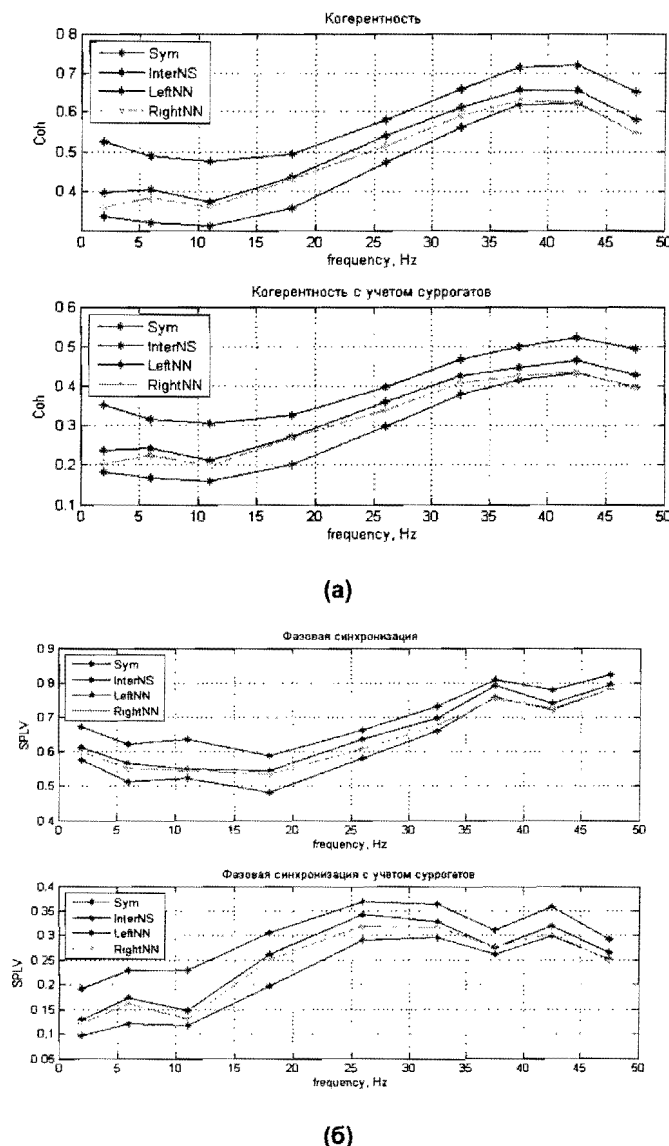 Когерентность
0.8
0.7
0.6
0.5
0.4
Coh
Sym
InterNS
LeftNN
RightNN
0 5 10 15 20 25 30 35 40 45 50
frequency, Hz
Когерентность с учетом суррогатов
0.6
0.5
0.4
0.3
0.2
0.1
Coh
Sym
InterNS
LeftNN
RightNN
0 5 10 15 20 25 30 35 40 45 50
frequency, Hz
(а)
Фазовая синхронизация
0.9
0.8
0.7
0.6
0.5
0.4
SPLV
Sym
InterNS
LeftNN
RightNN
0 5 10 15 20 25 30 35 40 45 50
frequency, Hz
Фазовая синхронизация с учетом суррогатов
0.4
0.35
0.3
0.25
0.2
0.15
0.1
0.05
SPLV
Sym
InterNS
LeftNN
RightNN
0 5 10 15 20 25 30 35 40 45 50
frequency, Hz
(б)